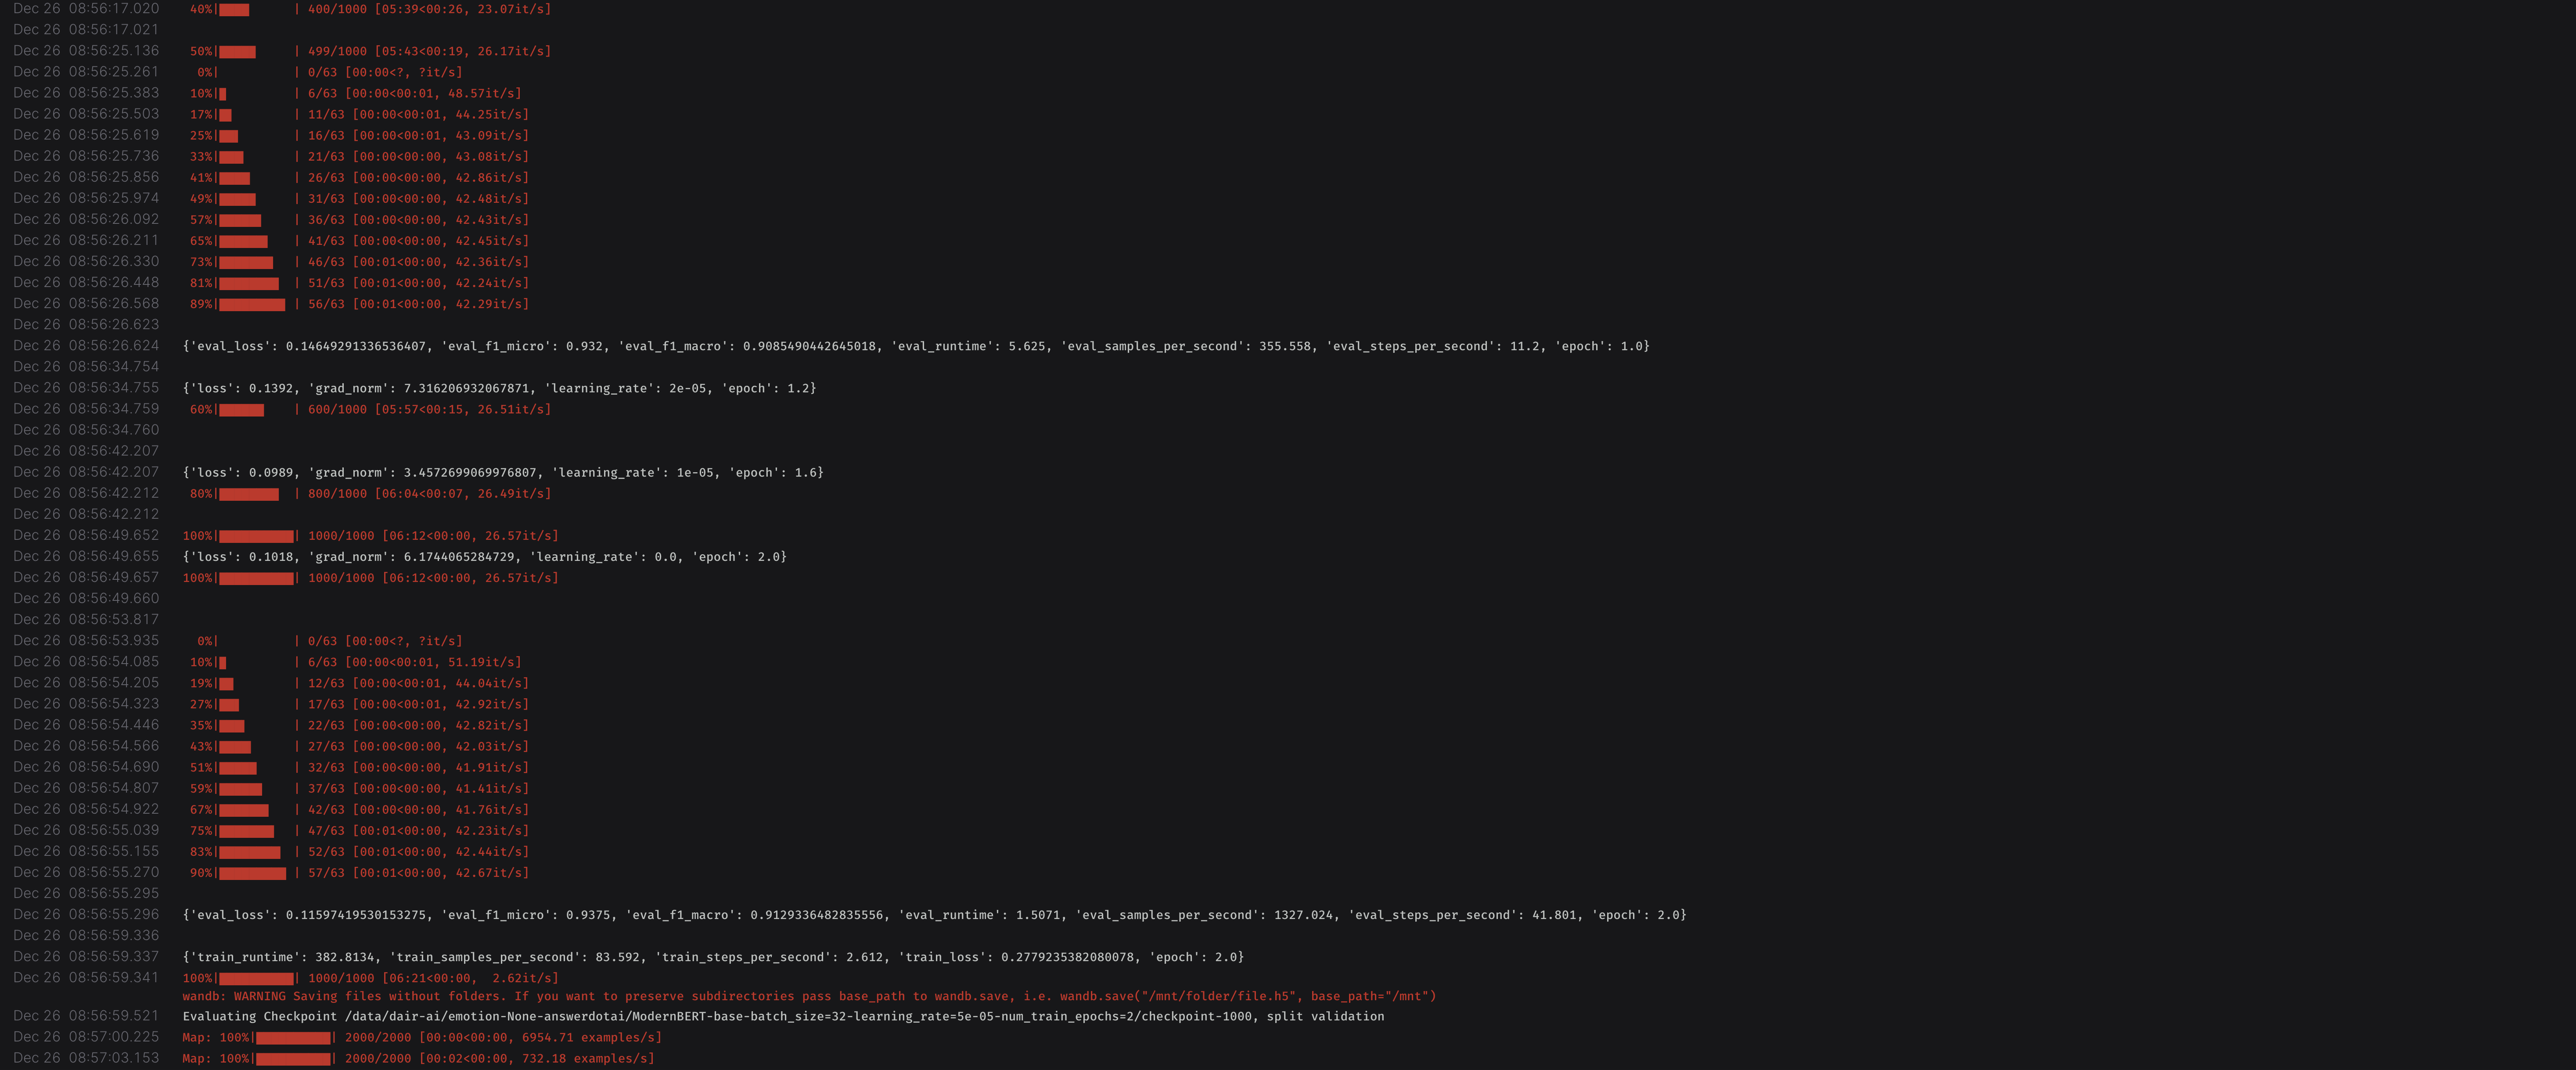 Dec 26 08:56:17.020 40%| | 400/1000 [05:39<00:26, 23.07it/s]
Dec 26 08:56:17.021
Dec 26 08:56:25.136 50%| | 499/1000 [05:43<00:19, 26.17it/s]
Dec 26 08:56:25.261 0%| | 0/63 [00:00<?, ?it/s]
Dec 26 08:56:25.383 10%| | 6/63 [00:00<00:01, 48.57it/s]
Dec 26 08:56:25.503 17%| | 11/63 [00:00<00:01, 44.25it/s]
Dec 26 08:56:25.619 25%| | 16/63 [00:00<00:01, 43.09it/s]
Dec 26 08:56:25.736 33%| | 21/63 [00:00<00:00, 43.08it/s]
Dec 26 08:56:25.856 41%| | 26/63 [00:00<00:00, 42.86it/s]
Dec 26 08:56:25.974 49%| | 31/63 [00:00<00:00, 42.48it/s]
Dec 26 08:56:26.092 57%| | 36/63 [00:00<00:00, 42.43it/s]
Dec 26 08:56:26.211 65%| | 41/63 [00:00<00:00, 42.45it/s]
Dec 26 08:56:26.330 73%| | 46/63 [00:01<00:00, 42.36it/s]
Dec 26 08:56:26.448 81%| | 51/63 [00:01<00:00, 42.24it/s]
Dec 26 08:56:26.568 89%| | 56/63 [00:01<00:00, 42.29it/s]
Dec 26 08:56:26.623
Dec 26 08:56:26.624 {'eval_loss': 0.14649291336536407, 'eval_f1_micro': 0.932, 'eval_f1_macro': 0.9085490442645018, 'eval_runtime': 5.625, 'eval_samples_per_second': 355.558, 'eval_steps_per_second': 11.2, 'epoch': 1.0}
Dec 26 08:56:34.754
Dec 26 08:56:34.755 {'loss': 0.1392, 'grad_norm': 7.316206932067871, 'learning_rate': 2e-05, 'epoch': 1.2}
Dec 26 08:56:34.759 60%| | 600/1000 [05:57<00:15, 26.51it/s]
Dec 26 08:56:34.760
Dec 26 08:56:42.207
Dec 26 08:56:42.207 {'loss': 0.0989, 'grad_norm': 3.4572699069976807, 'learning_rate': 1e-05, 'epoch': 1.6}
Dec 26 08:56:42.212 80%| | 800/1000 [06:04<00:07, 26.49it/s]
Dec 26 08:56:42.212
Dec 26 08:56:49.652 100%| | 1000/1000 [06:12<00:00, 26.57it/s]
Dec 26 08:56:49.655 {'loss': 0.1018, 'grad_norm': 6.1744065284729, 'learning_rate': 0.0, 'epoch': 2.0}
Dec 26 08:56:49.657 100%| | 1000/1000 [06:12<00:00, 26.57it/s]
Dec 26 08:56:49.660
Dec 26 08:56:53.817
Dec 26 08:56:53.935 0%| | 0/63 [00:00<?, ?it/s]
Dec 26 08:56:54.085 10%| | 6/63 [00:00<00:01, 51.19it/s]
Dec 26 08:56:54.205 19%| | 12/63 [00:00<00:01, 44.04it/s]
Dec 26 08:56:54.323 27%| | 17/63 [00:00<00:01, 42.92it/s]
Dec 26 08:56:54.446 35%| | 22/63 [00:00<00:00, 42.82it/s]
Dec 26 08:56:54.566 43%| | 27/63 [00:00<00:00, 42.03it/s]
Dec 26 08:56:54.690 51%| | 32/63 [00:00<00:00, 41.91it/s]
Dec 26 08:56:54.807 59%| | 37/63 [00:00<00:00, 41.41it/s]
Dec 26 08:56:54.922 67%| | 42/63 [00:00<00:00, 41.76it/s]
Dec 26 08:56:55.039 75%| | 47/63 [00:01<00:00, 42.23it/s]
Dec 26 08:56:55.155 83%| | 52/63 [00:01<00:00, 42.44it/s]
Dec 26 08:56:55.270 90%| | 57/63 [00:01<00:00, 42.67it/s]
Dec 26 08:56:55.295
Dec 26 08:56:55.296 {'eval_loss': 0.11597419530153275, 'eval_f1_micro': 0.9375, 'eval_f1_macro': 0.9129336482835556, 'eval_runtime': 1.5071, 'eval_samples_per_second': 1327.024, 'eval_steps_per_second': 41.801, 'epoch': 2.0}
Dec 26 08:56:59.336
Dec 26 08:56:59.337 {'train_runtime': 382.8134, 'train_samples_per_second': 83.592, 'train_steps_per_second': 2.612, 'train_loss': 0.2779235382080078, 'epoch': 2.0}
Dec 26 08:56:59.341 100%| | 1000/1000 [06:21<00:00, 2.62it/s]
wandb: WARNING Saving files without folders. If you want to preserve subdirectories pass base_path to wandb.save, i.e. wandb.save("/mnt/folder/file.h5", base_path="/mnt")
Dec 26 08:56:59.521 Evaluating Checkpoint /data/dair-ai/emotion-None-answerdotai/ModernBERT-base-batch_size=32-learning_rate=5e-05-num_train_epochs=2/checkpoint-1000, split validation
Dec 26 08:57:00.225 Map: 100%| | 2000/2000 [00:00<00:00, 6954.71 examples/s]
Dec 26 08:57:03.153 Map: 100%| | 2000/2000 [00:02<00:00, 732.18 examples/s]